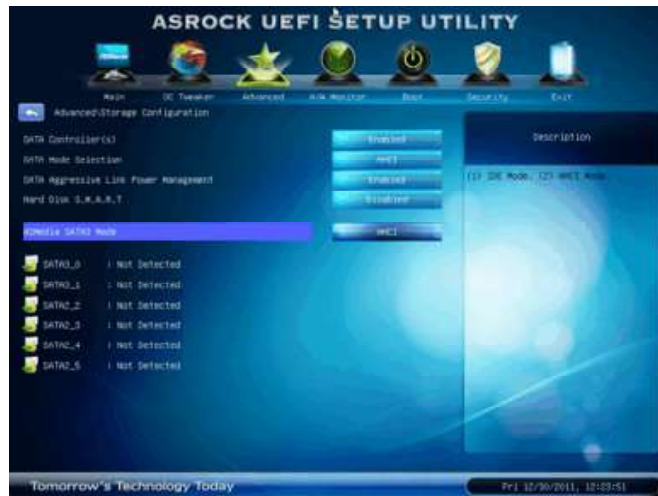 ASROCK UEFI SETUP UTILITY
Main OC Tweaker Advanced H/W Monitor Boot Security Exit
Advanced\Storage Configuration
SATA Controller(s) Enabled
SATA Mode Selection AHCI
SATA Aggressive Link Power Management Enabled
Hard Disk S.M.A.R.T Disabled
ASMedia SATA3 Mode AHCI
SATA3_0 : Not Detected
SATA3_1 : Not Detected
SATA2_2 : Not Detected
SATA2_3 : Not Detected
SATA2_4 : Not Detected
SATA2_5 : Not Detected
Description
(1) IDE Mode. (2) AHCI Mode.
Tomorrow's Technology Today
Fri 12/30/2011, 12:23:51